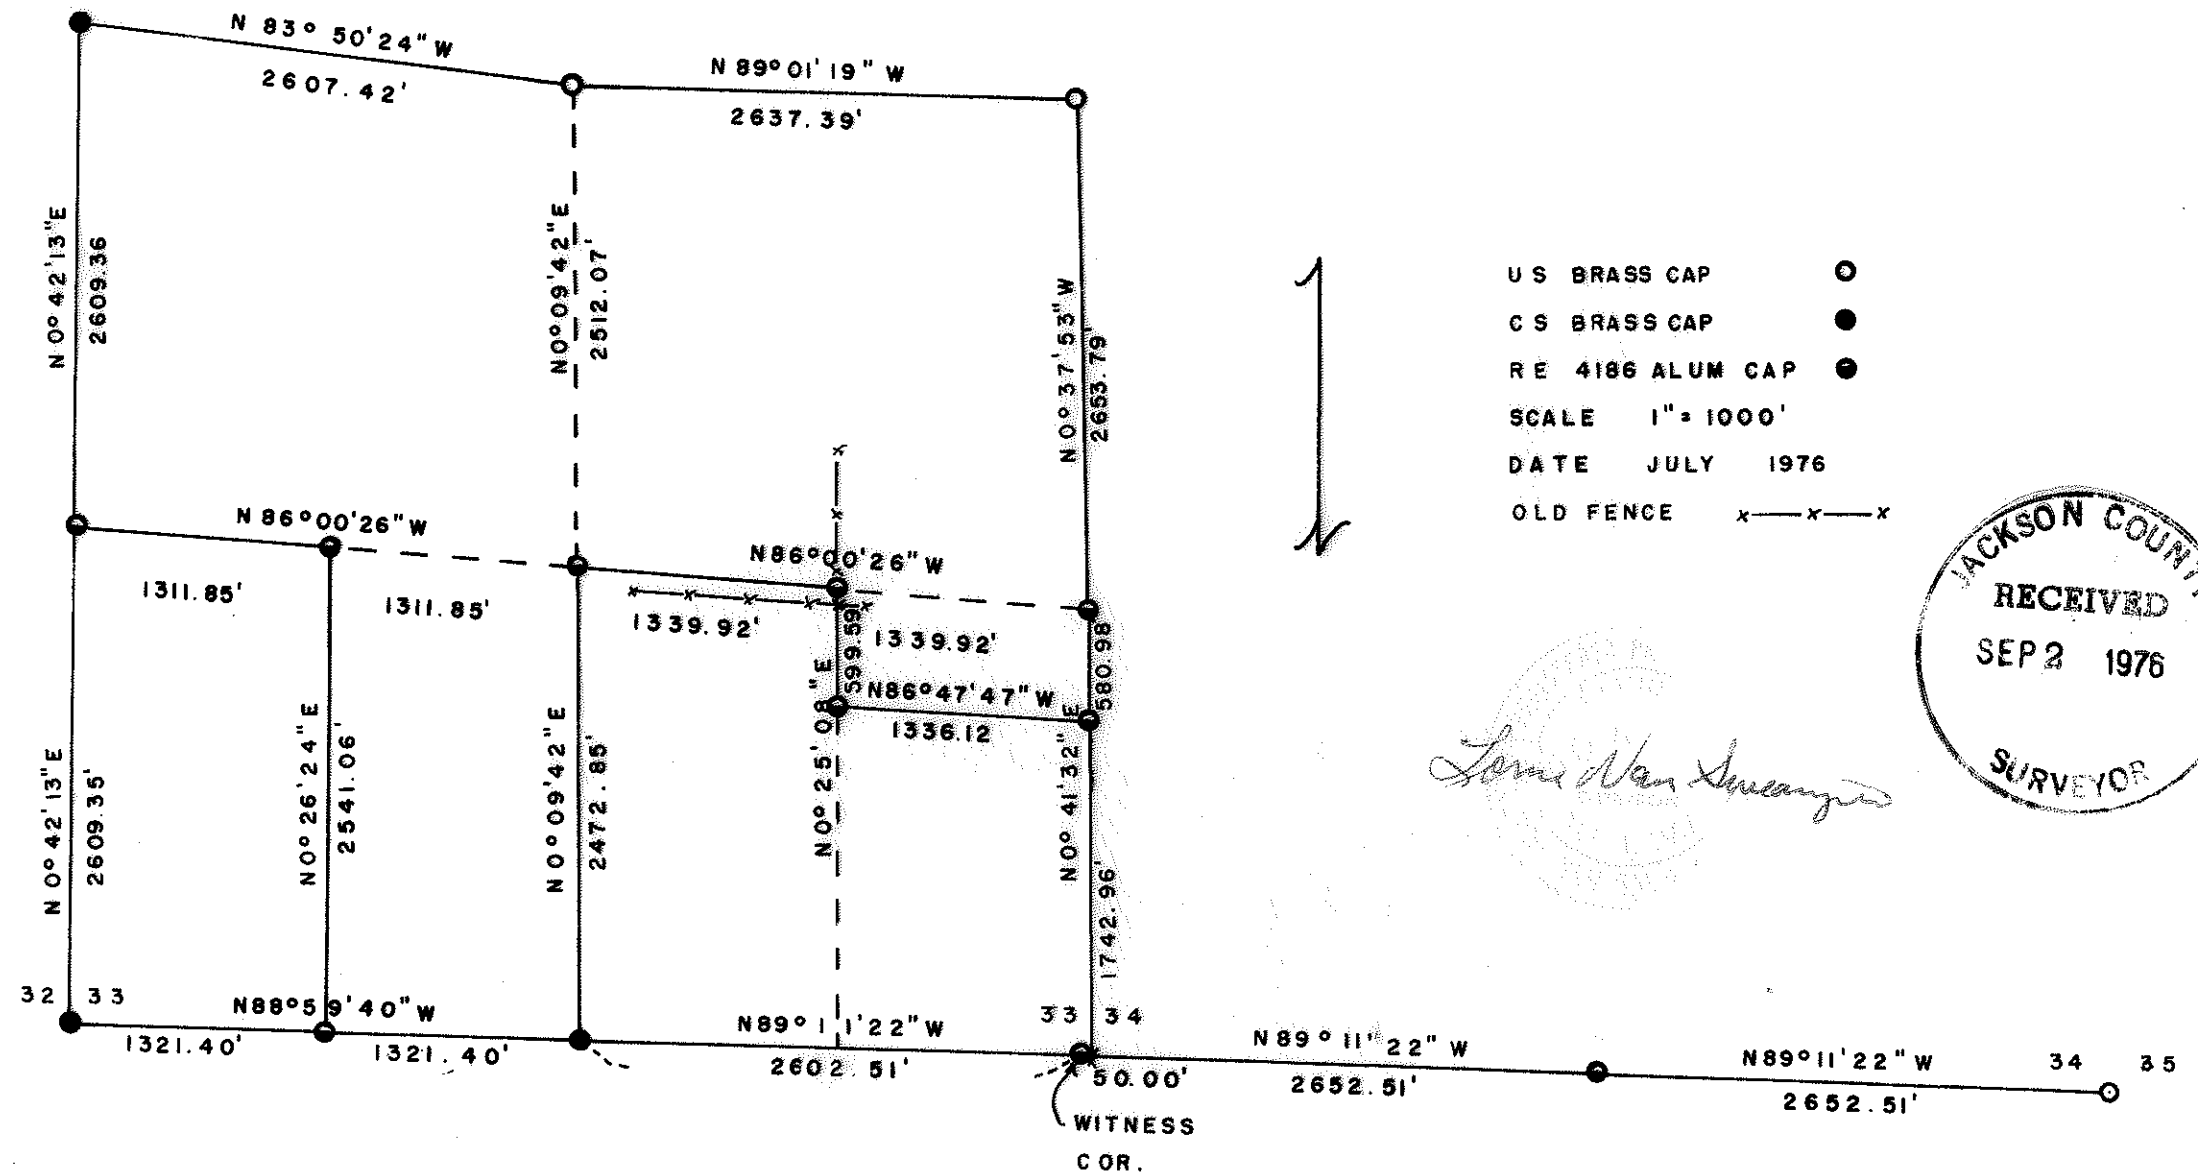 N 83° 50'24" W
2607.42'
N 89° 01' 19" W
2637.39'
N 0° 42' 13" E
2609.36
N0° 09' 42" E
2512.07'
N 0° 37' 53" W
2653.79'
US BRASS CAP
CS BRASS CAP
RE 4186 ALUM CAP
SCALE 1" = 1000'
DATE JULY 1976
OLD FENCE x——x——x
JACKSON COUNTY
RECEIVED
SEP 2 1976
SURVEYOR
N 86° 00' 26" W
1311.85'
1311.85'
N86° 00' 26" W
1339.92'
1339.92'
599.59'
580.98
N86° 47' 47" W
1336.12
N 0° 42' 13" E
2609.35'
N0° 26' 24" E
2541.06'
N 0° 09' 42" E
2472.85'
N0° 25' 08" E
N0° 41' 32" E
1742.96'
32 33
N88° 59' 40" W
1321.40'
1321.40'
N89° 11' 22" W
2602.51'
33 34
50.00'
WITNESS
COR.
N 89° 11' 22" W
2652.51'
N89° 11' 22" W
2652.51'
34 35